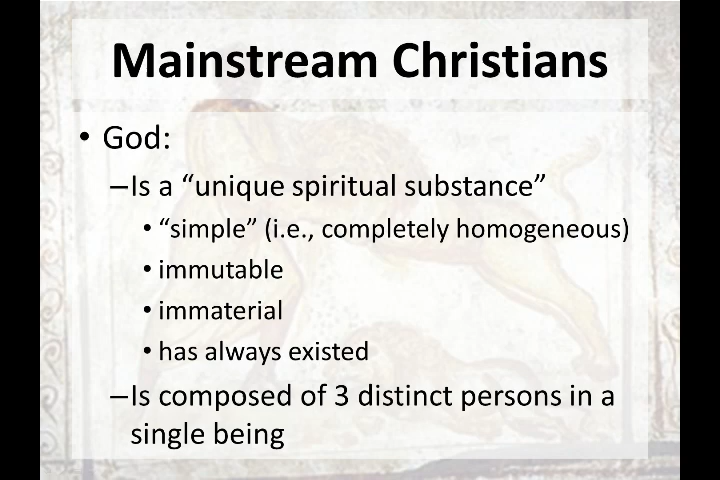 Mainstream Christians
• God:
–Is a “unique spiritual substance”
• “simple” (i.e., completely homogeneous)
• immutable
• immaterial
• has always existed
–Is composed of 3 distinct persons in a
single being